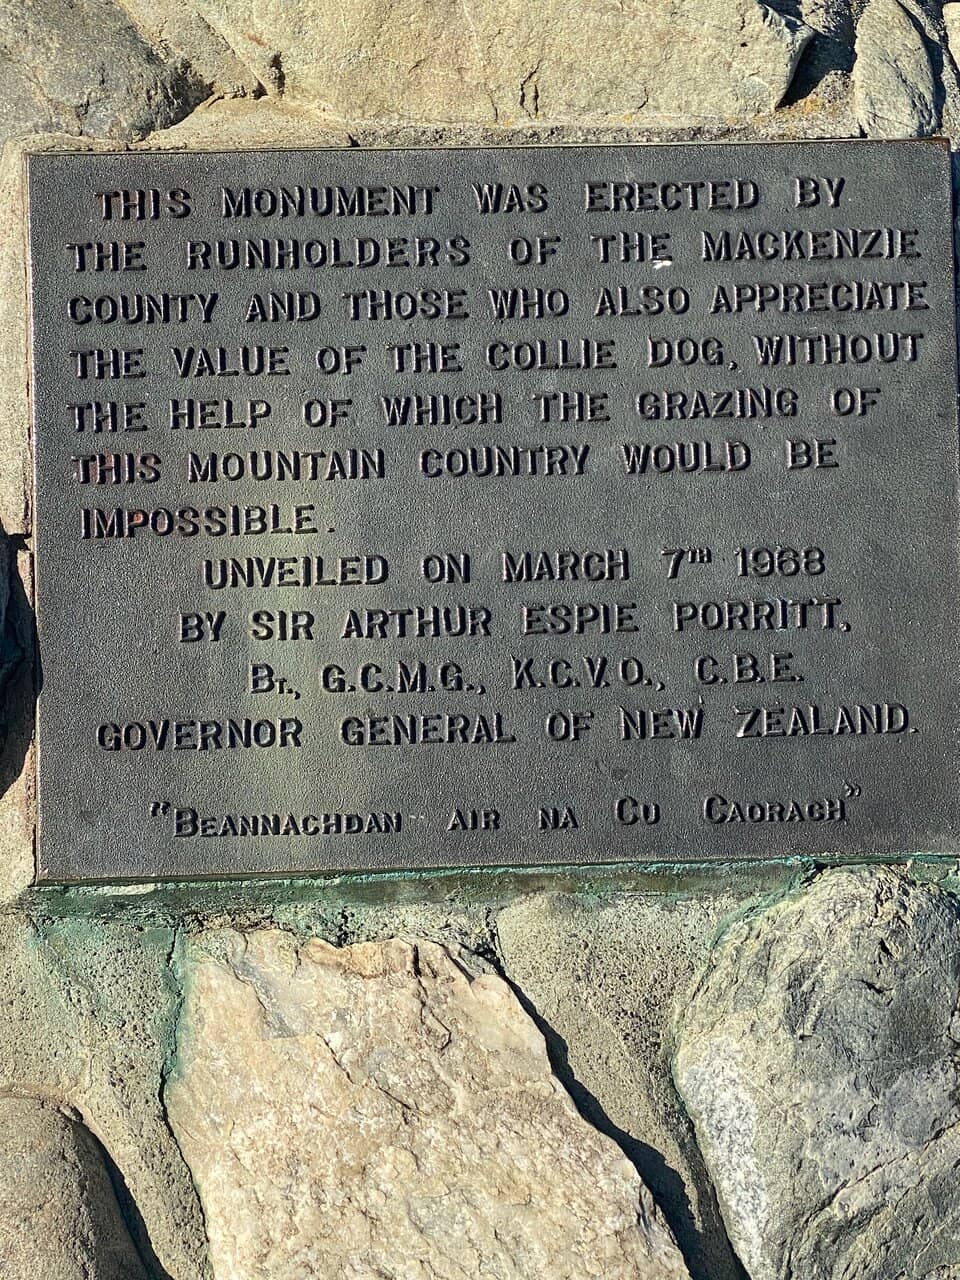 THIS MONUMENT WAS ERECTED BY
THE RUNHOLDERS OF THE MACKENZIE
COUNTY AND THOSE WHO ALSO APPRECIATE
THE VALUE OF THE COLLIE DOG, WITHOUT
THE HELP OF WHICH THE GRAZING OF
THIS MOUNTAIN COUNTRY WOULD BE
IMPOSSIBLE.
UNVEILED ON MARCH 7TH 1968
BY SIR ARTHUR ESPIE PORRITT,
BT., G.C.M.G., K.C.V.O., C.B.E.
GOVERNOR GENERAL OF NEW ZEALAND.
"BEANNACHDAN AIR NA CU CAORAGH"